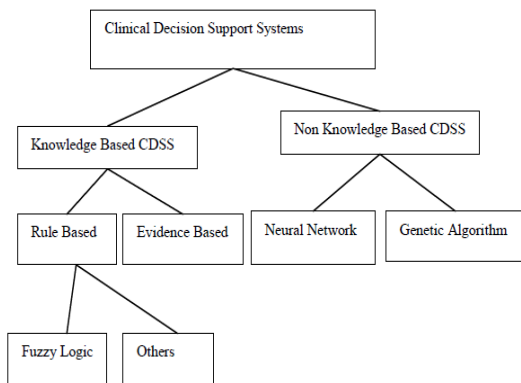 Clinical Decision Support Systems
Knowledge Based CDSS
Non Knowledge Based CDSS
Rule Based
Evidence Based
Neural Network
Genetic Algorithm
Fuzzy Logic
Others